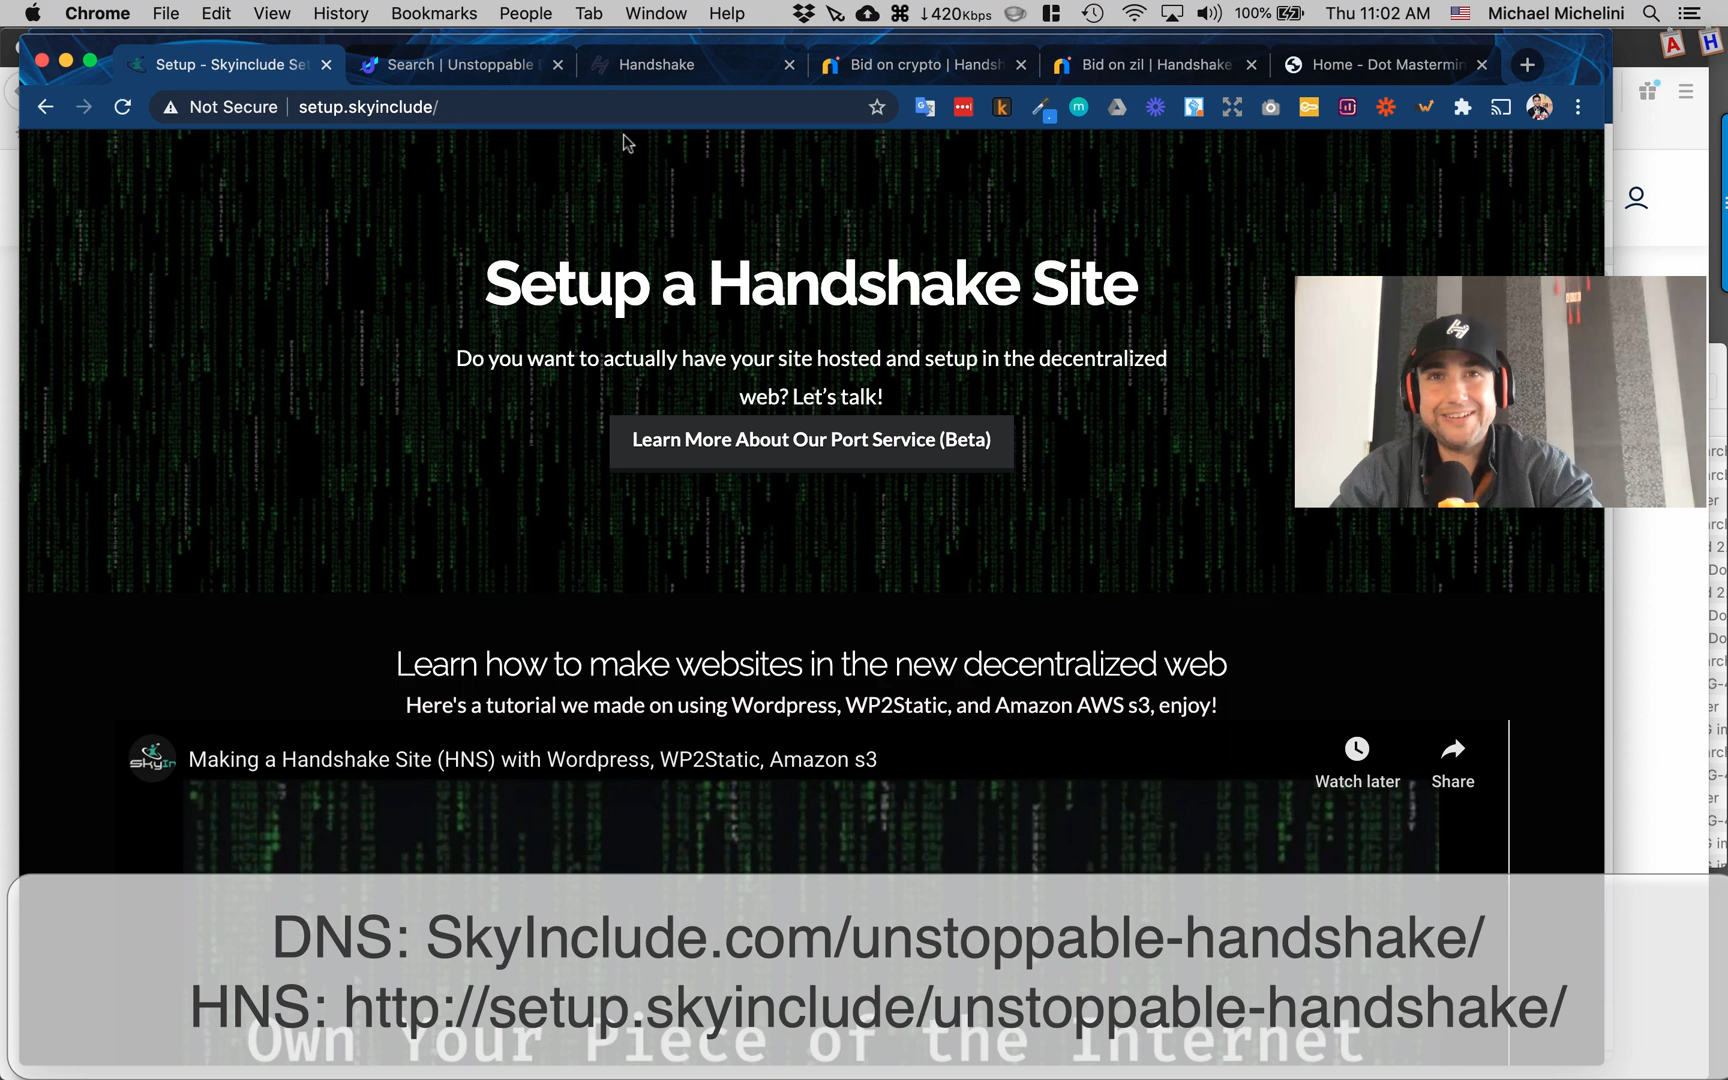 Chrome File Edit View History Bookmarks People Tab Window Help ↓420Kbps 100% Thu 11:02 AM Michael Michelini
Setup - Skyinclude Set Search | Unstoppable D Handshake Bid on crypto | Handsh Bid on zil | Handshake Home - Dot Mastermin
Not Secure | setup.skyinclude/
A H
Setup a Handshake Site
Do you want to actually have your site hosted and setup in the decentralized
web? Let's talk!
Learn More About Our Port Service (Beta)
Learn how to make websites in the new decentralized web
Here's a tutorial we made on using Wordpress, WP2Static, and Amazon AWS s3, enjoy!
Making a Handshake Site (HNS) with Wordpress, WP2Static, Amazon s3
Watch later Share
DNS: SkyInclude.com/unstoppable-handshake/
HNS: http://setup.skyinclude/unstoppable-handshake/
Own Your Piece of the Internet